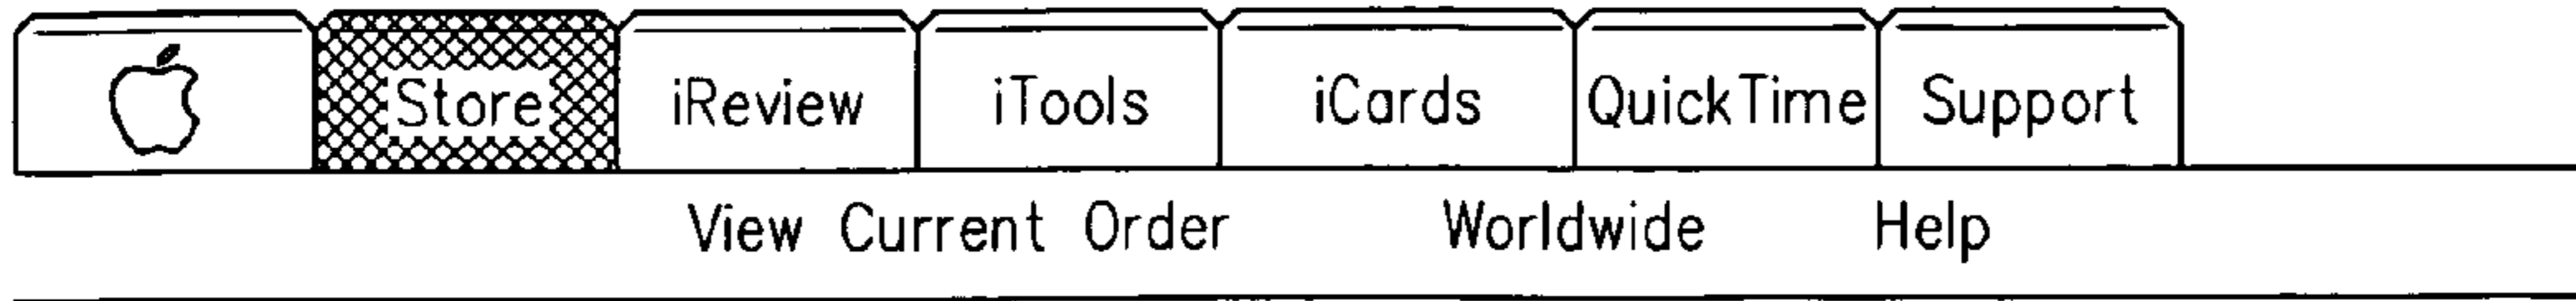 Store iReview iTools iCards QuickTime Support
View Current Order Worldwide Help